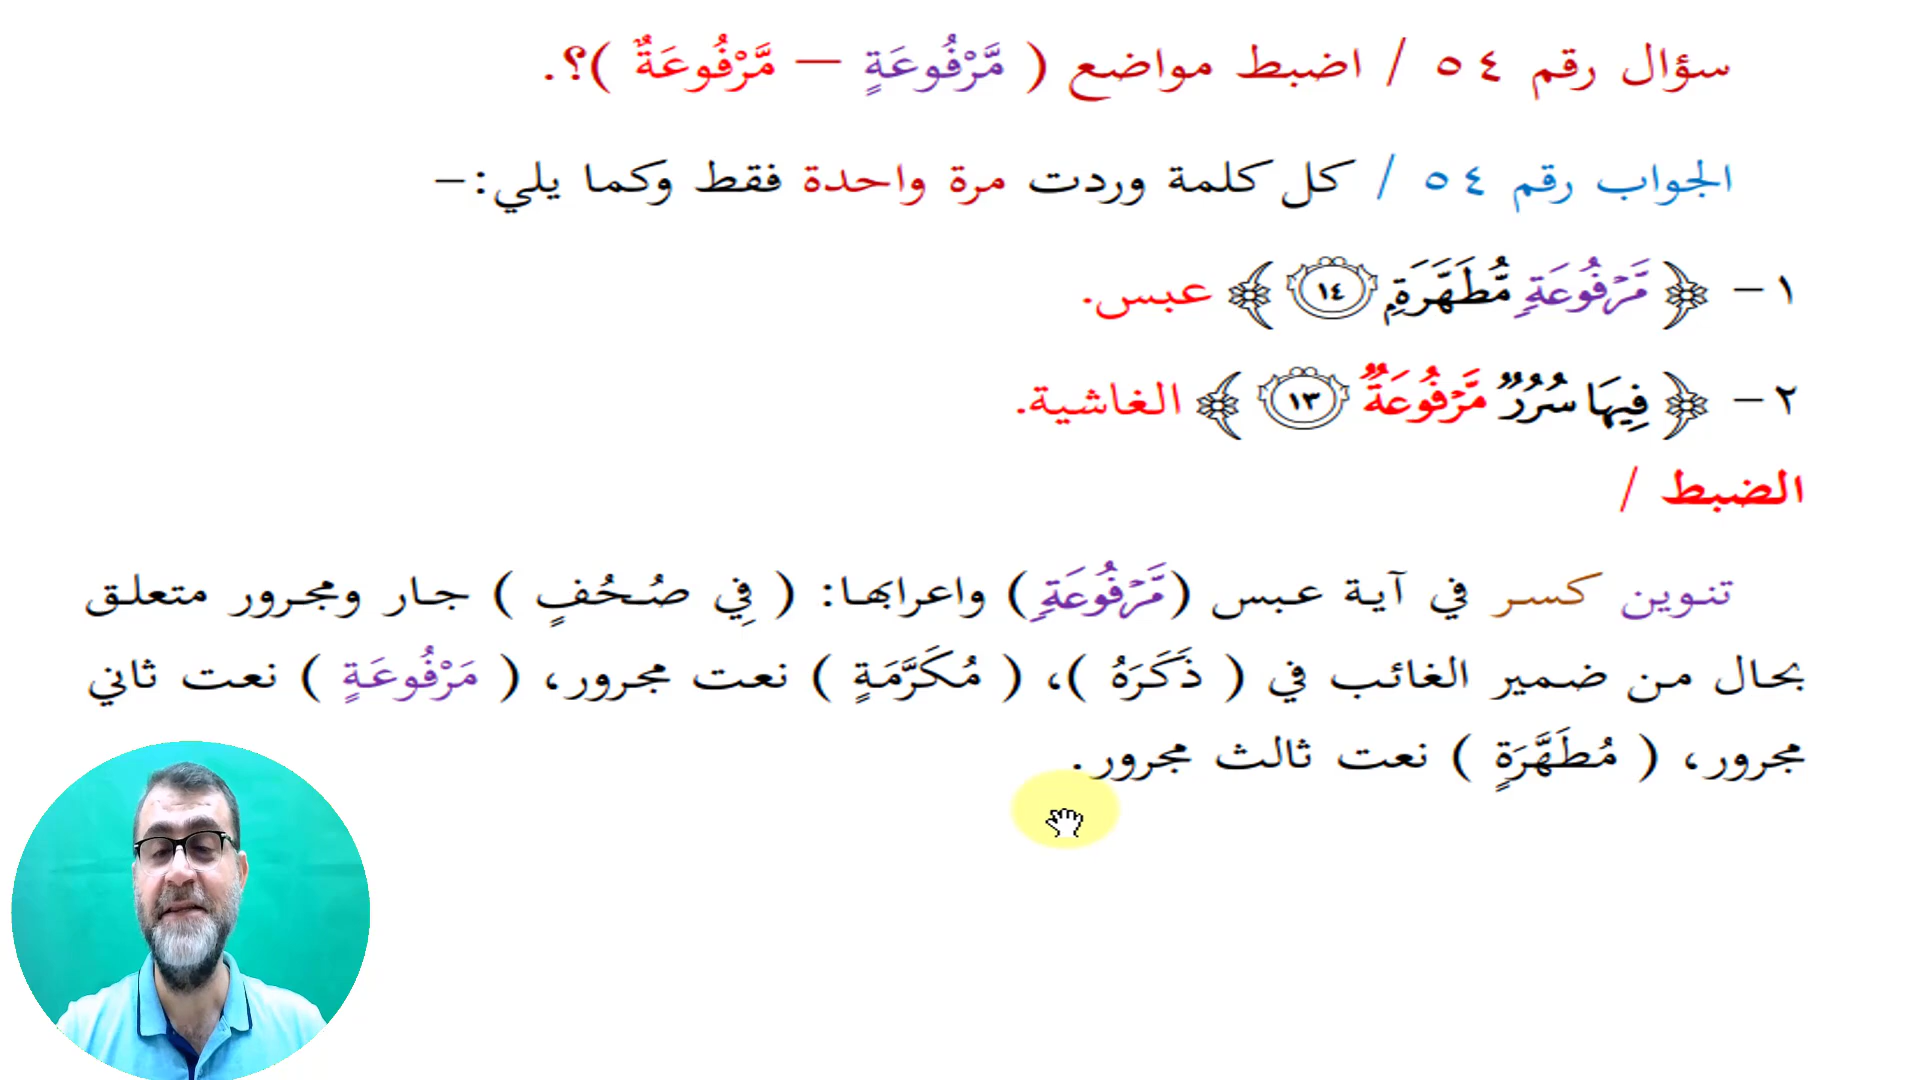 سؤال رقم ٥٤ / اضبط مواضع ( مَّرْفُوعَةٍ – مَّرْفُوعَةٌ )؟.
الجواب رقم ٥٤ / كل كلمة وردت مرة واحدة فقط وكما يلي:-
١- ﴿ مَّرۡفُوعَةٖ مُّطَهَّرَةِۭ ١٤ ﴾ عبس.
٢- ﴿ فِيهَا سُرُرٞ مَّرۡفُوعَةٞ ١٣ ﴾ الغاشية.
الضبط /
تنوين كسر في آية عبس (مَّرۡفُوعَةٖ) واعرابها: ( فِي صُحُفٍ ) جار ومجرور متعلق
بحال من ضمير الغائب في ( ذَكَرَهُ )، ( مُكَرَّمَةٍ ) نعت مجرور، ( مَرْفُوعَةٍ ) نعت ثاني
مجرور، ( مُطَهَّرَةٍ ) نعت ثالث مجرور.